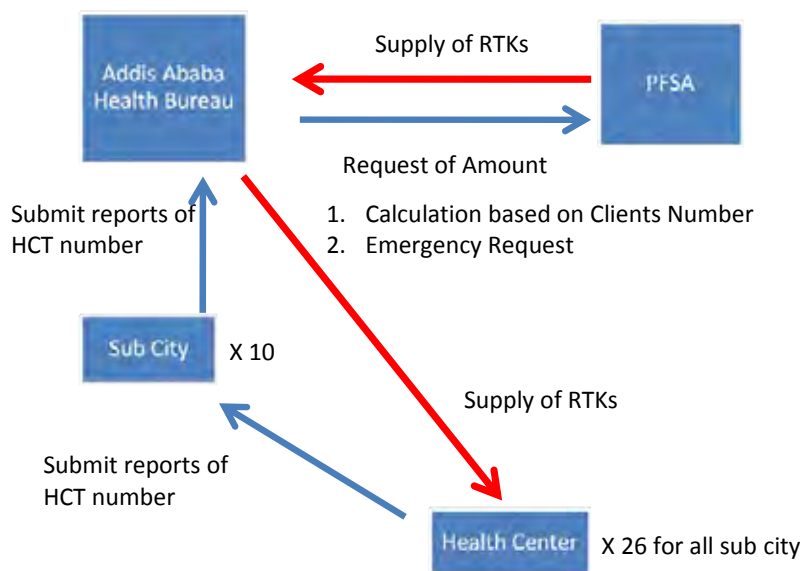 Supply of RTKs
Addis Ababa
Health Bureau
PFSA
Request of Amount
Submit reports of
HCT number
1. Calculation based on Clients Number
2. Emergency Request
Sub City
X 10
Supply of RTKs
Submit reports of
HCT number
Health Center
X 26 for all sub city